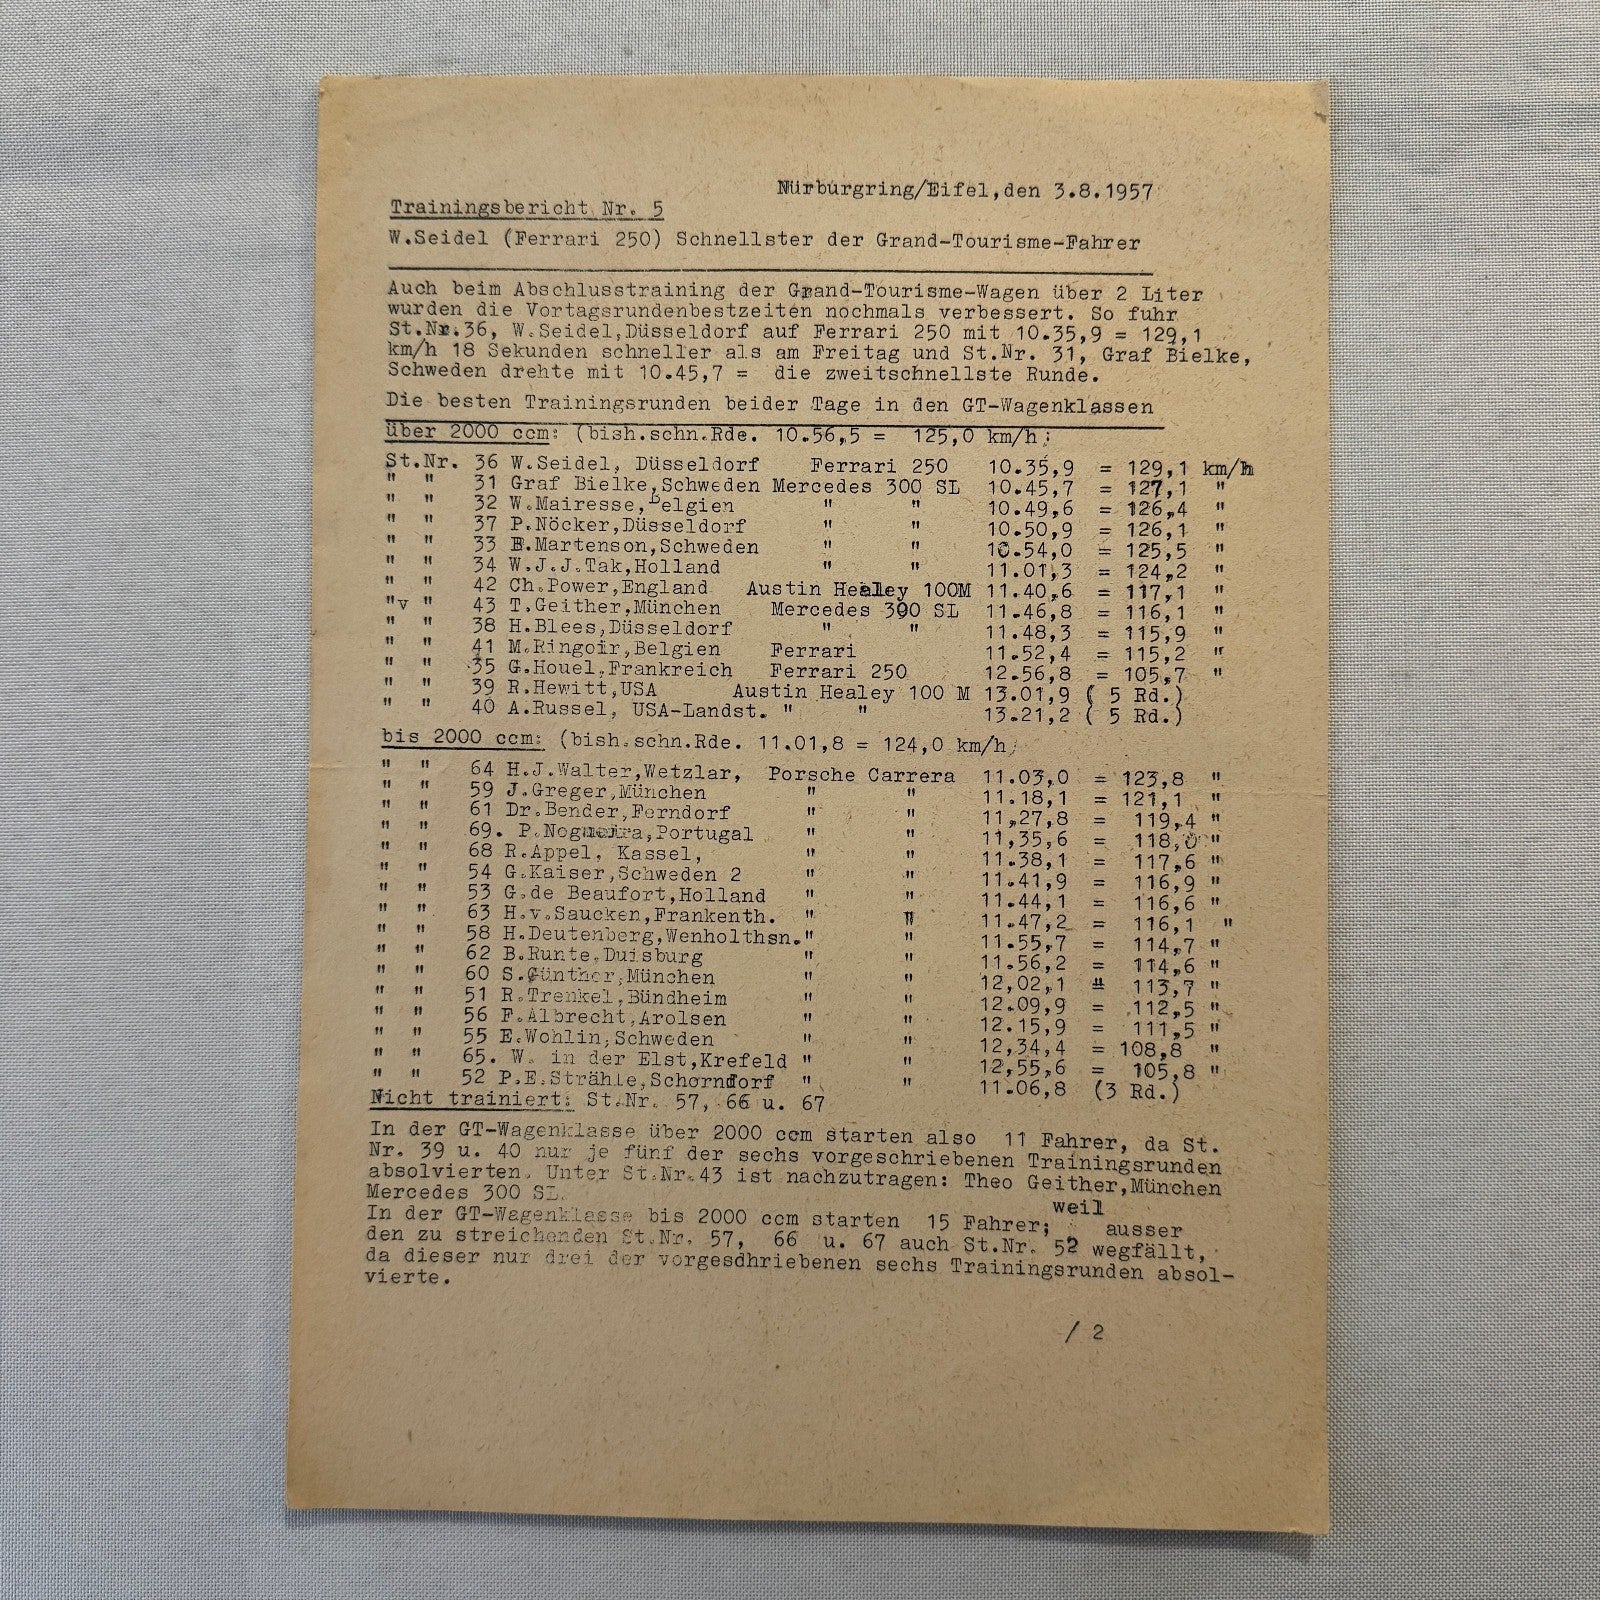 Nürburgring/Eifel,den 3.8.1957
Trainingsbericht Nr. 5
W.Seidel (Ferrari 250) Schnellster der Grand-Tourisme-Fahrer
Auch beim Abschlusstraining der Grand-Tourisme-Wagen über 2 Liter
wurden die Vortagsrundenbestzeiten nochmals verbessert. So fuhr
St.Nr.36, W.Seidel,Düsseldorf auf Ferrari 250 mit 10.35,9 = 129,1
km/h 18 Sekunden schneller als am Freitag und St.Nr. 31, Graf Bielke,
Schweden drehte mit 10.45,7 = die zweitschnellste Runde.
Die besten Trainingsrunden beider Tage in den GT-Wagenklassen
über 2000 ccm: (bish.schn.Rde. 10.56,5 = 125,0 km/h;
St.Nr. 36 W.Seidel, Düsseldorf Ferrari 250 10.35,9 = 129,1 km/h
" " 31 Graf Bielke,Schweden Mercedes 300 SL 10.45,7 = 127,1 "
" " 32 W.Mairesse,Belgien " " 10.49,6 = 126,4 "
" " 37 P.Nöcker,Düsseldorf " " 10.50,9 = 126,1 "
" " 33 E.Martenson,Schweden " " 10.54,0 = 125,5 "
" " 34 W.J.J.Tak,Holland " " 11.01,3 = 124,2 "
" " 42 Ch.Power,England Austin Healey 100M 11.40,6 = 117,1 "
"v " 43 T.Geither,München Mercedes 300 SL 11.46,8 = 116,1 "
" " 38 H.Blees,Düsseldorf " " 11.48,3 = 115,9 "
" " 41 M.Ringoir,Belgien Ferrari 11.52,4 = 115,2 "
" " 35 G.Houel,Frankreich Ferrari 250 12.56,8 = 105,7 "
" " 39 R.Hewitt,USA Austin Healey 100 M 13.01,9 ( 5 Rd.)
" " 40 A.Russel, USA-Landst. " " 13.21,2 ( 5 Rd.)
bis 2000 ccm: (bish.schn.Rde. 11.01,8 = 124,0 km/h;
" " 64 H.J.Walter,Wetzlar, Porsche Carrera 11.03,0 = 123,8 "
" " 59 J.Greger,München " " 11.18,1 = 121,1 "
" " 61 Dr.Bender,Ferndorf " " 11,27,8 = 119,4 "
" " 69. P.Nogueira,Portugal " " 11,35,6 = 118,0 "
" " 68 R.Appel, Kassel, " " 11.38,1 = 117,6 "
" " 54 G.Kaiser,Schweden 2 " " 11.41,9 = 116,9 "
" " 53 G.de Beaufort,Holland " " 11.44,1 = 116,6 "
" " 63 H.v.Saucken,Frankenth. " " 11.47,2 = 116,1 "
" " 58 H.Deutenberg,Wenholthsn." " 11.55,7 = 114,7 "
" " 62 B.Runte,Duisburg " " 11.56,2 = 114,6 "
" " 60 S.Günther,München " " 12,02,1 = 113,7 "
" " 51 R.Trenkel,Bündheim " " 12.09,9 = 112,5 "
" " 56 F.Albrecht,Arolsen " " 12.15,9 = 111,5 "
" " 55 E.Wohlin,Schweden " " 12,34,4 = 108,8 "
" " 65. W. in der Elst,Krefeld " " 12,55,6 = 105,8 "
" " 52 P.E.Strähle,Schorndorf " " 11.06,8 (3 Rd.)
Nicht trainiert: St.Nr. 57, 66 u. 67
In der GT-Wagenklasse über 2000 ccm starten also 11 Fahrer, da St.
Nr. 39 u. 40 nur je fünf der sechs vorgeschriebenen Trainingsrunden
absolvierten. Unter St.Nr.43 ist nachzutragen: Theo Geither,München
Mercedes 300 SL.
weil
In der GT-Wagenklasse bis 2000 ccm starten 15 Fahrer; ausser
den zu streichenden St.Nr. 57, 66 u. 67 auch St.Nr. 52 wegfällt,
da dieser nur drei der vorgesdhriebenen sechs Trainingsrunden absol-
vierte.
/ 2